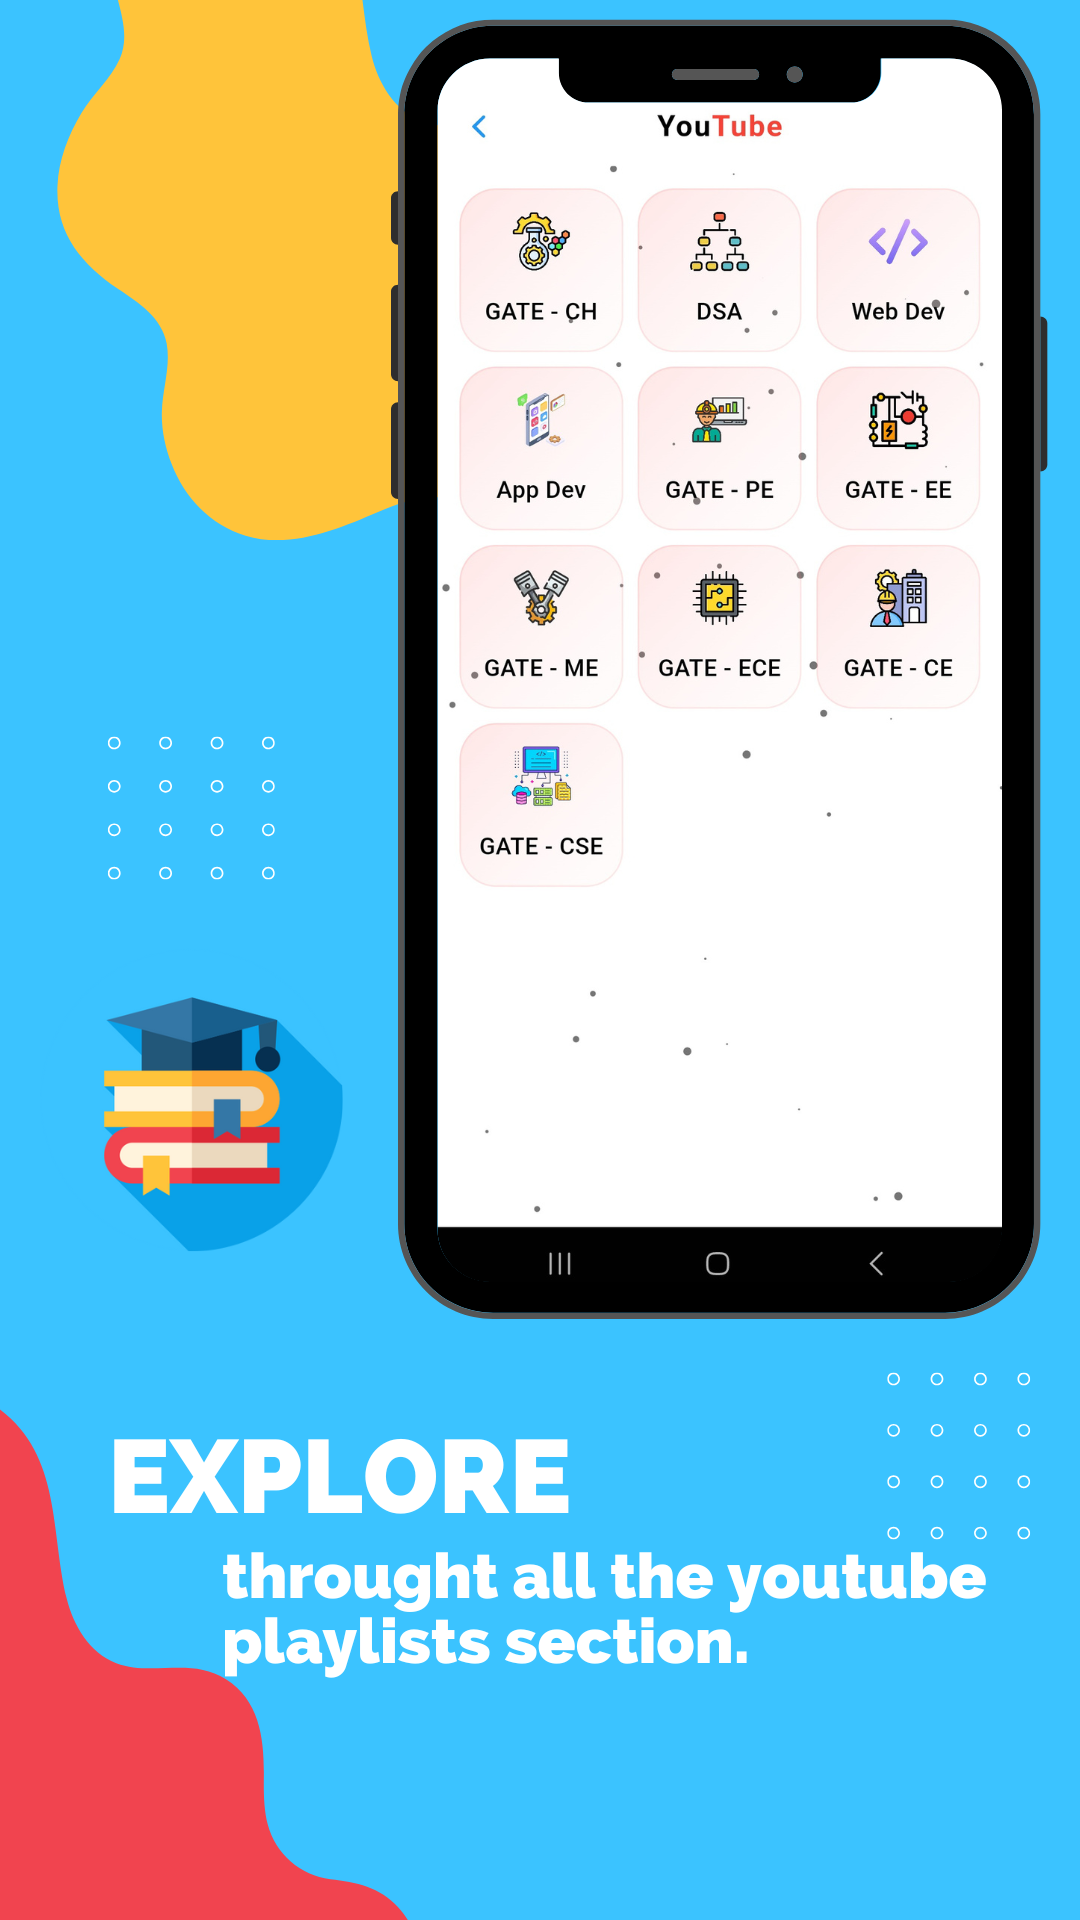 YouTube
GATE - CH
DSA
Web Dev
App Dev
GATE - PE
GATE - EE
GATE - ME
GATE - ECE
GATE - CE
GATE - CSE
EXPLORE
throught all the youtube
playlists section.